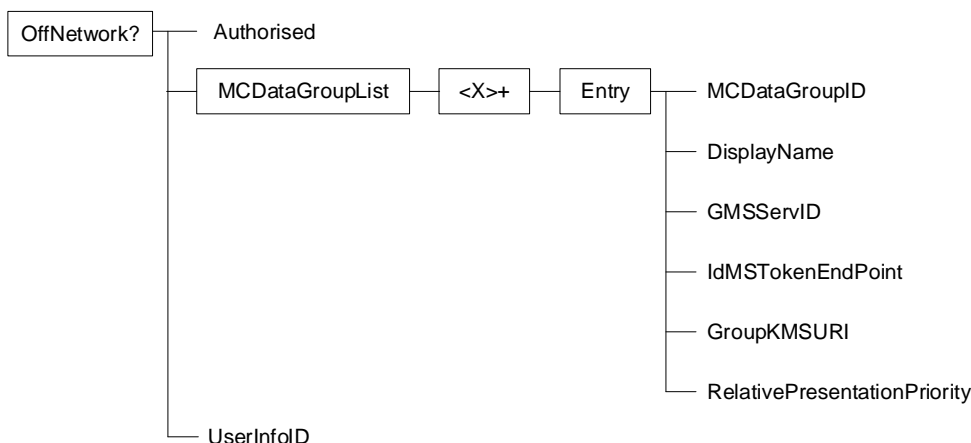 OffNetwork?
Authorised
MCDataGroupList
<X>+
Entry
MCDataGroupID
DisplayName
GMSServID
IdMSTokenEndPoint
GroupKMSURI
RelativePresentationPriority
UserInfoID